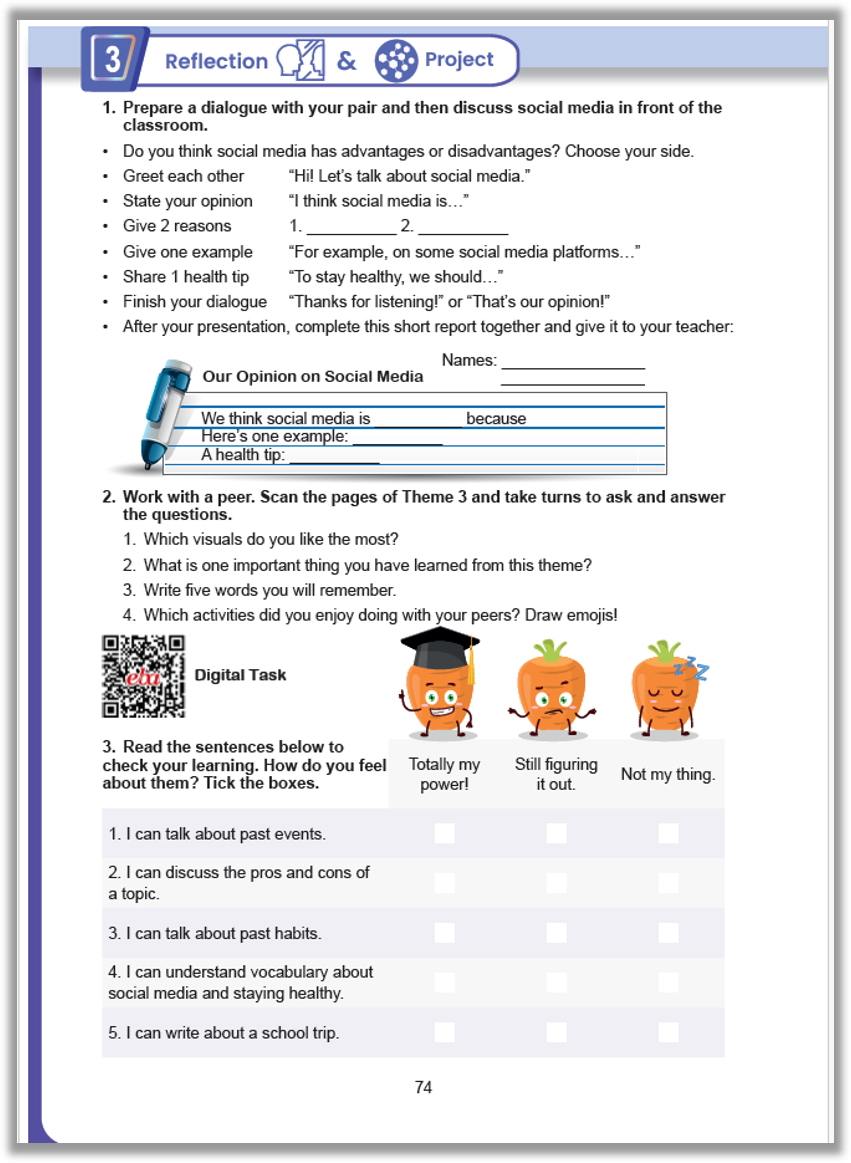 3 Reflection & Project
1. Prepare a dialogue with your pair and then discuss social media in front of the
classroom.
• Do you think social media has advantages or disadvantages? Choose your side.
• Greet each other “Hi! Let’s talk about social media.”
• State your opinion “I think social media is…”
• Give 2 reasons 1. __________ 2. __________
• Give one example “For example, on some social media platforms…”
• Share 1 health tip “To stay healthy, we should…”
• Finish your dialogue “Thanks for listening!” or “That’s our opinion!”
• After your presentation, complete this short report together and give it to your teacher:
Names: ________________
Our Opinion on Social Media ________________
We think social media is __________ because
Here’s one example: __________
A health tip: __________
2. Work with a peer. Scan the pages of Theme 3 and take turns to ask and answer
the questions.
1. Which visuals do you like the most?
2. What is one important thing you have learned from this theme?
3. Write five words you will remember.
4. Which activities did you enjoy doing with your peers? Draw emojis!
eba
Digital Task
z z Z
3. Read the sentences below to
check your learning. How do you feel
about them? Tick the boxes.
Totally my
power!
Still figuring
it out.
Not my thing.
1. I can talk about past events.
2. I can discuss the pros and cons of
a topic.
3. I can talk about past habits.
4. I can understand vocabulary about
social media and staying healthy.
5. I can write about a school trip.
74